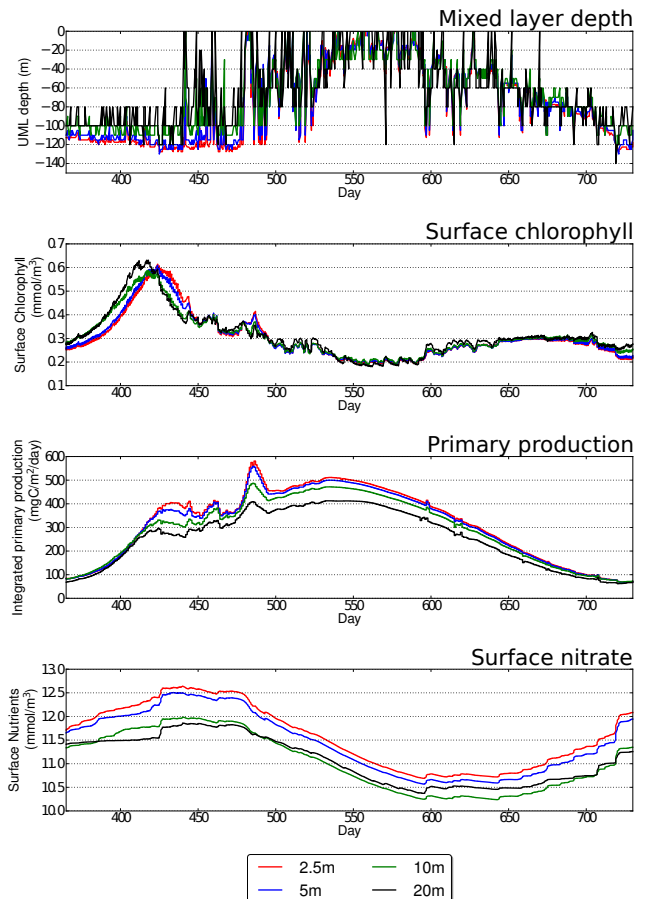 Mixed layer depth
0
−20
−40
−60
−80
−100
−120
−140
UML depth (m)
400 450 500 550 600 650 700
Day
Surface chlorophyll
0.7
0.6
0.5
0.4
0.3
0.2
0.1
Surface Chlorophyll
(mmol/m³)
400 450 500 550 600 650 700
Day
Primary production
600
500
400
300
200
100
0
Integrated primary production
(mgC/m²/day)
400 450 500 550 600 650 700
Day
Surface nitrate
13.0
12.5
12.0
11.5
11.0
10.5
10.0
Surface Nutrients
(mmol/m³)
400 450 500 550 600 650 700
Day
2.5m 10m
5m 20m